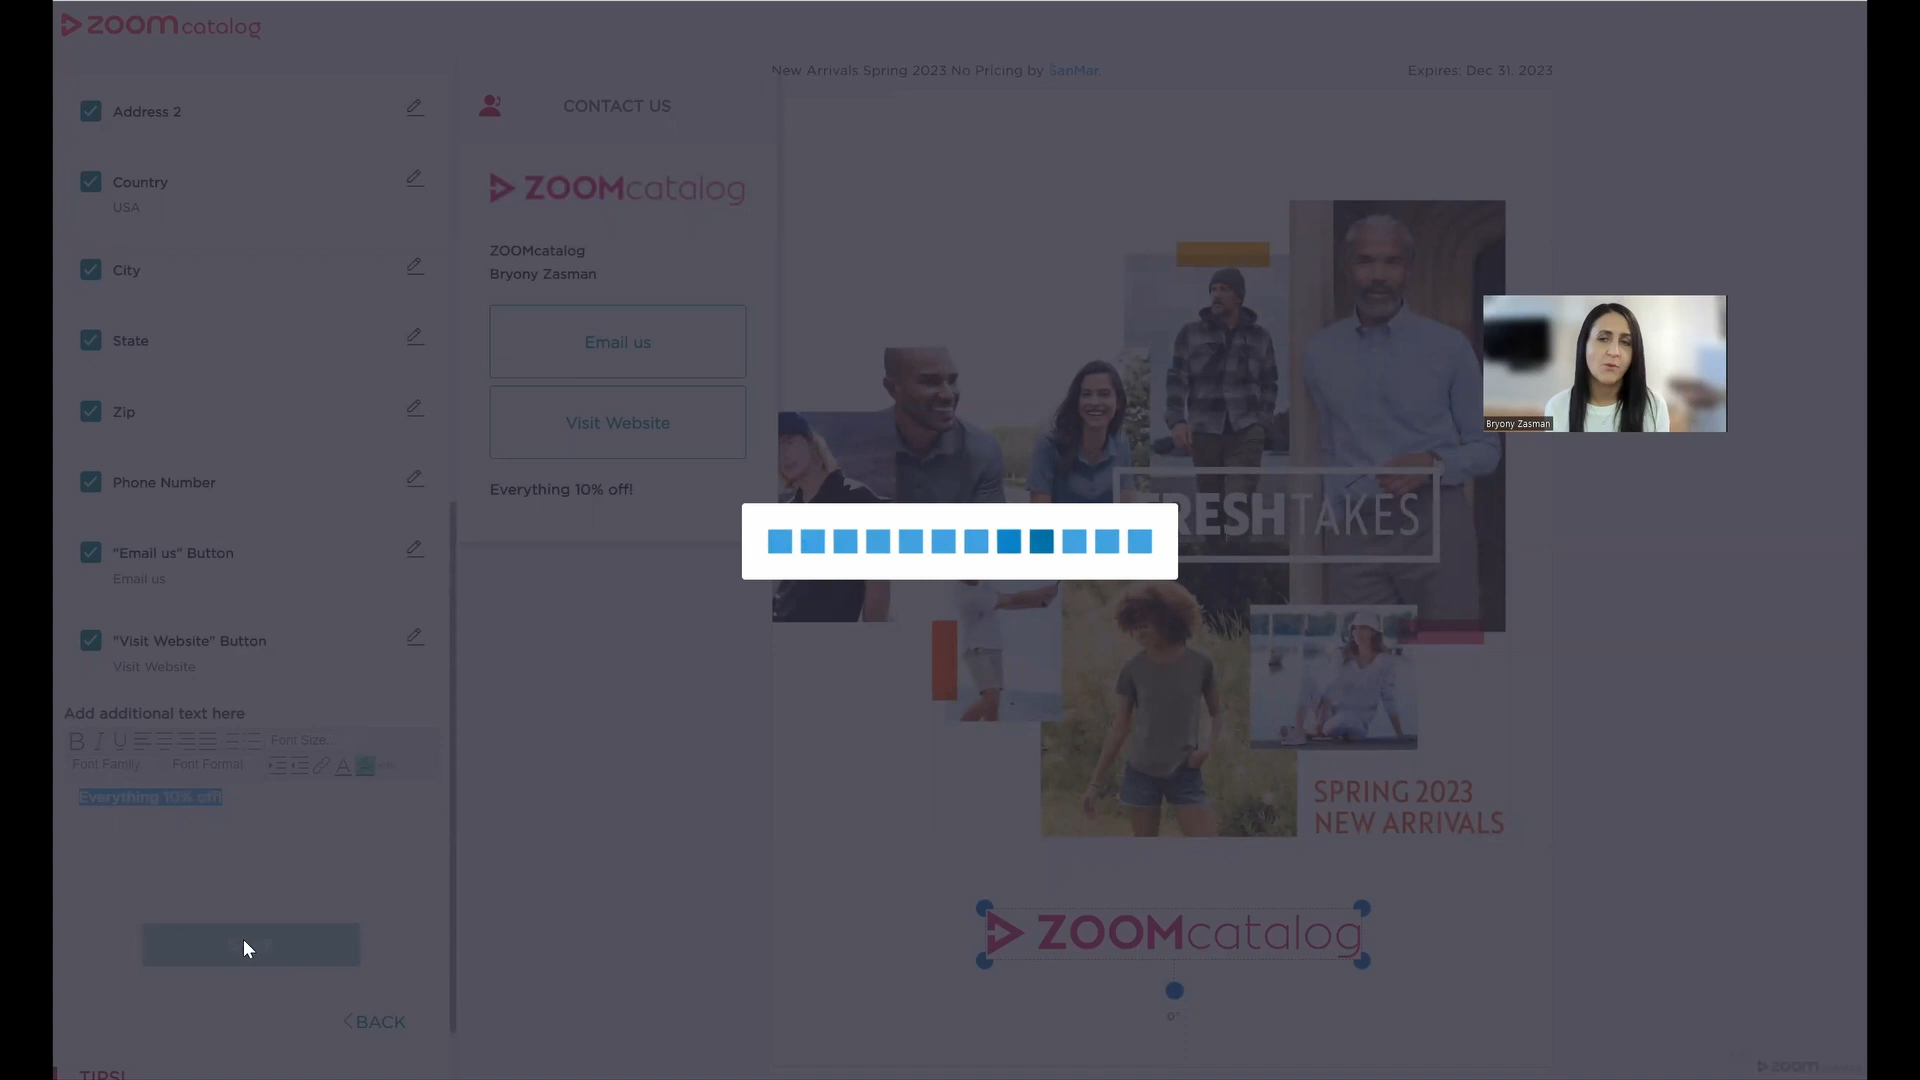 ZOOMcatalog
New Arrivals Spring 2023 No Pricing by SanMar.
Expires: Dec 31, 2023
Address 2
Country
USA
City
State
Zip
Phone Number
"Email us" Button
Email us
"Visit Website" Button
Visit Website
Add additional text here
B I U
Font Size...
Font Family.
Font Format
A
Everything 10% off!
BACK
TIPS!
CONTACT US
ZOOMcatalog
ZOOMcatalog
Bryony Zasman
Email us
Visit Website
Everything 10% off!
RESHTAKES
SPRING 2023
NEW ARRIVALS
ZOOMcatalog
0°
Bryony Zasman
zoom